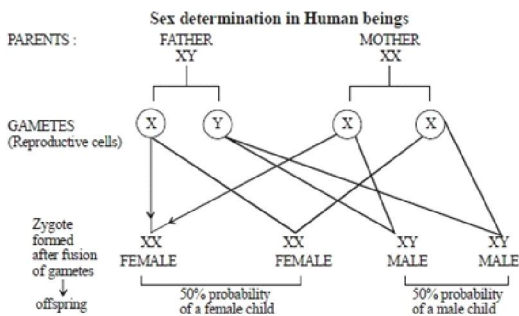 Sex determination in Human beings
PARENTS : FATHER MOTHER
XY XX
GAMETES X Y X X
(Reproductive cells)
Zygote
formed XX XX XY XY
after fusion FEMALE FEMALE MALE MALE
of gametes
50% probability 50% probability
offspring of a female child of a male child